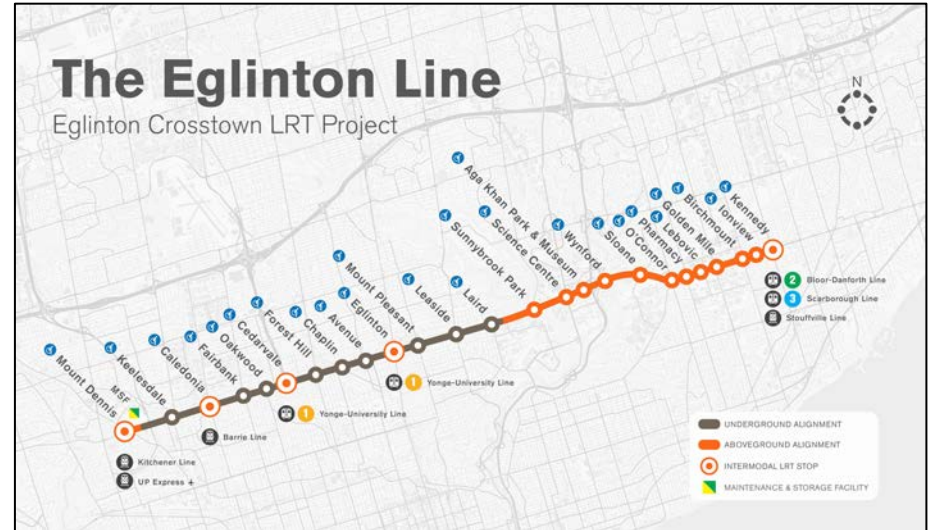 The Eglinton Line
Eglinton Crosstown LRT Project
N
Mount Dennis
MSF
Keelesdale
Caledonia
Fairbank
Oakwood
Cedarvale
Forest Hill
Chaplin
Avenue
Eglinton
Mount Pleasant
Leaside
Laird
Sunnybrook Park
Science Centre
Aga Khan Park & Museum
Wynford
Sloane
O'Connor
Pharmacy
Lebovic
Golden Mile
Birchmount
Ionview
Kennedy
2 Bloor-Danforth Line
3 Scarborough Line
Stouffville Line
1 Yonge-University Line
1 Yonge-University Line
Barrie Line
Kitchener Line
UP Express +
UNDERGROUND ALIGNMENT
ABOVEGROUND ALIGNMENT
INTERMODAL LRT STOP
MAINTENANCE & STORAGE FACILITY